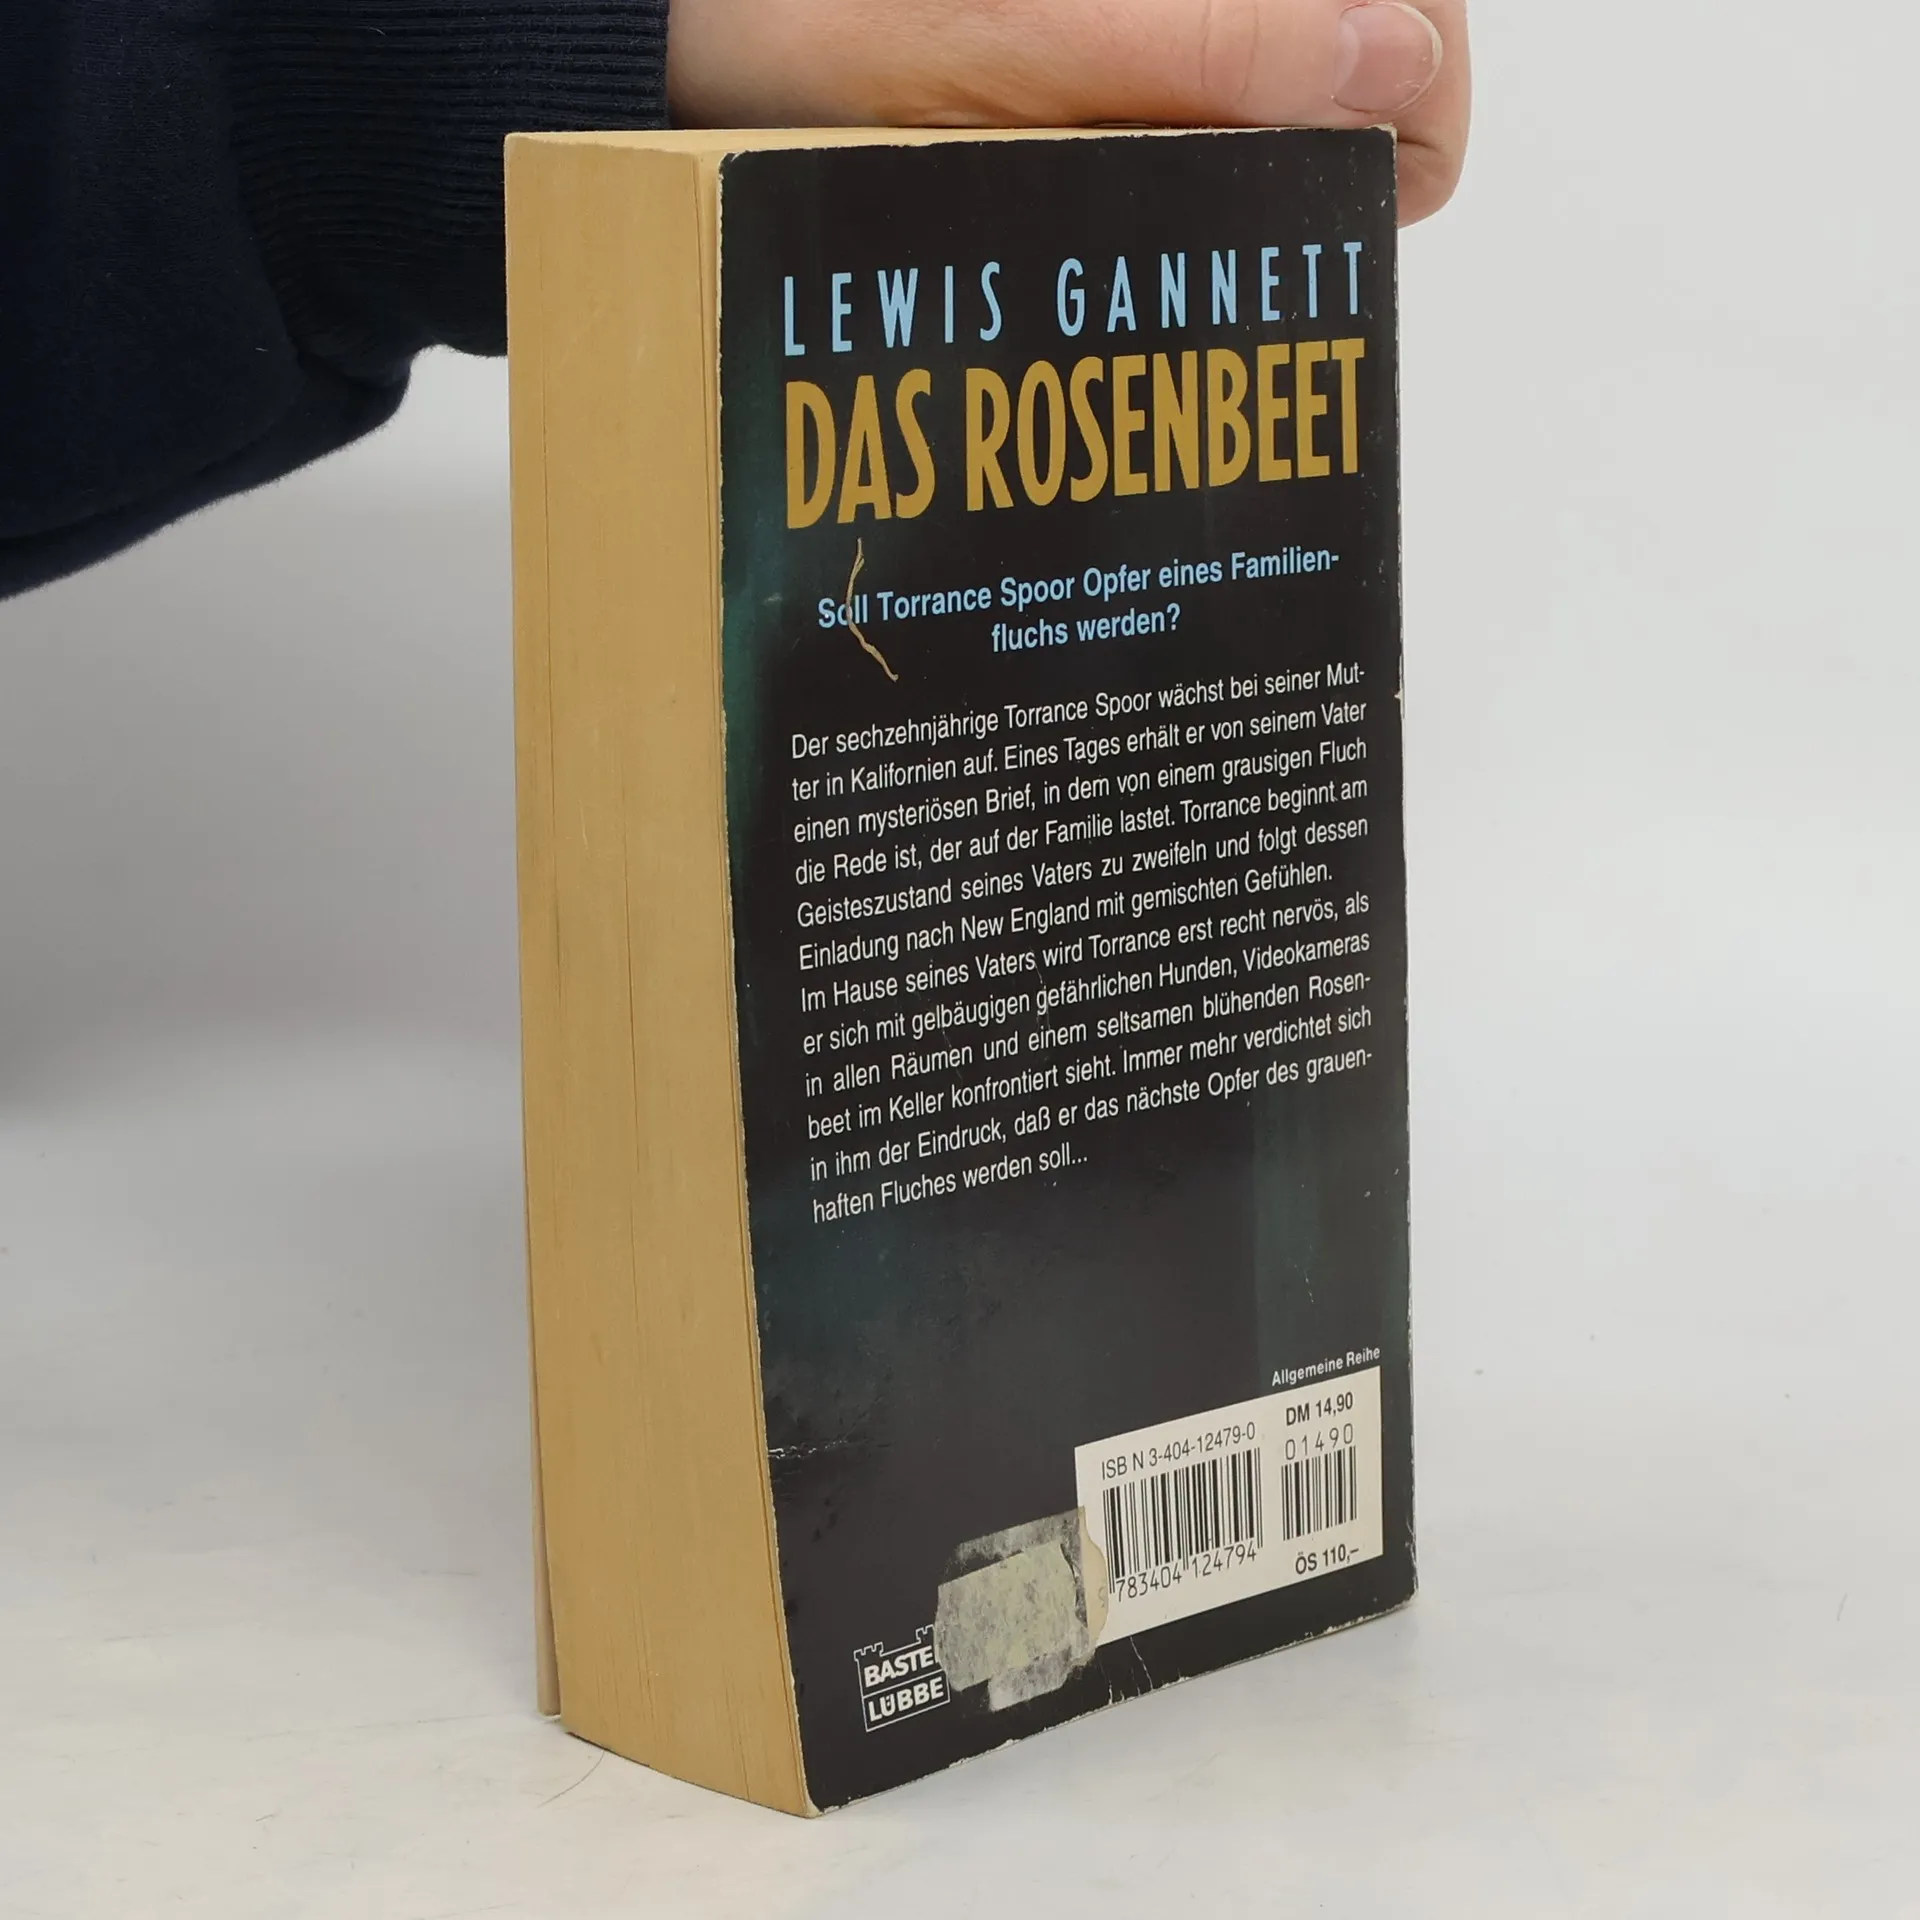 LEWIS GANNETT
DAS ROSENBEET
Soll Torrance Spoor Opfer eines Familien-
fluchs werden?
Der sechzehnjährige Torrance Spoor wächst bei seiner Mut-
ter in Kalifornien auf. Eines Tages erhält er von seinem Vater
einen mysteriösen Brief, in dem von einem grausigen Fluch
die Rede ist, der auf der Familie lastet. Torrance beginnt am
Geisteszustand seines Vaters zu zweifeln und folgt dessen
Einladung nach New England mit gemischten Gefühlen.
Im Hause seines Vaters wird Torrance erst recht nervös, als
er sich mit gelbäugigen gefährlichen Hunden, Videokameras
in allen Räumen und einem seltsamen blühenden Rosen-
beet im Keller konfrontiert sieht. Immer mehr verdichtet sich
in ihm der Eindruck, daß er das nächste Opfer des grauen-
haften Fluches werden soll...
Allgemeine Reihe
DM 14,90
ISBN 3-404-12479-0
01490
9 783404 124794
ÖS 110,–
BASTE
LÜBBE